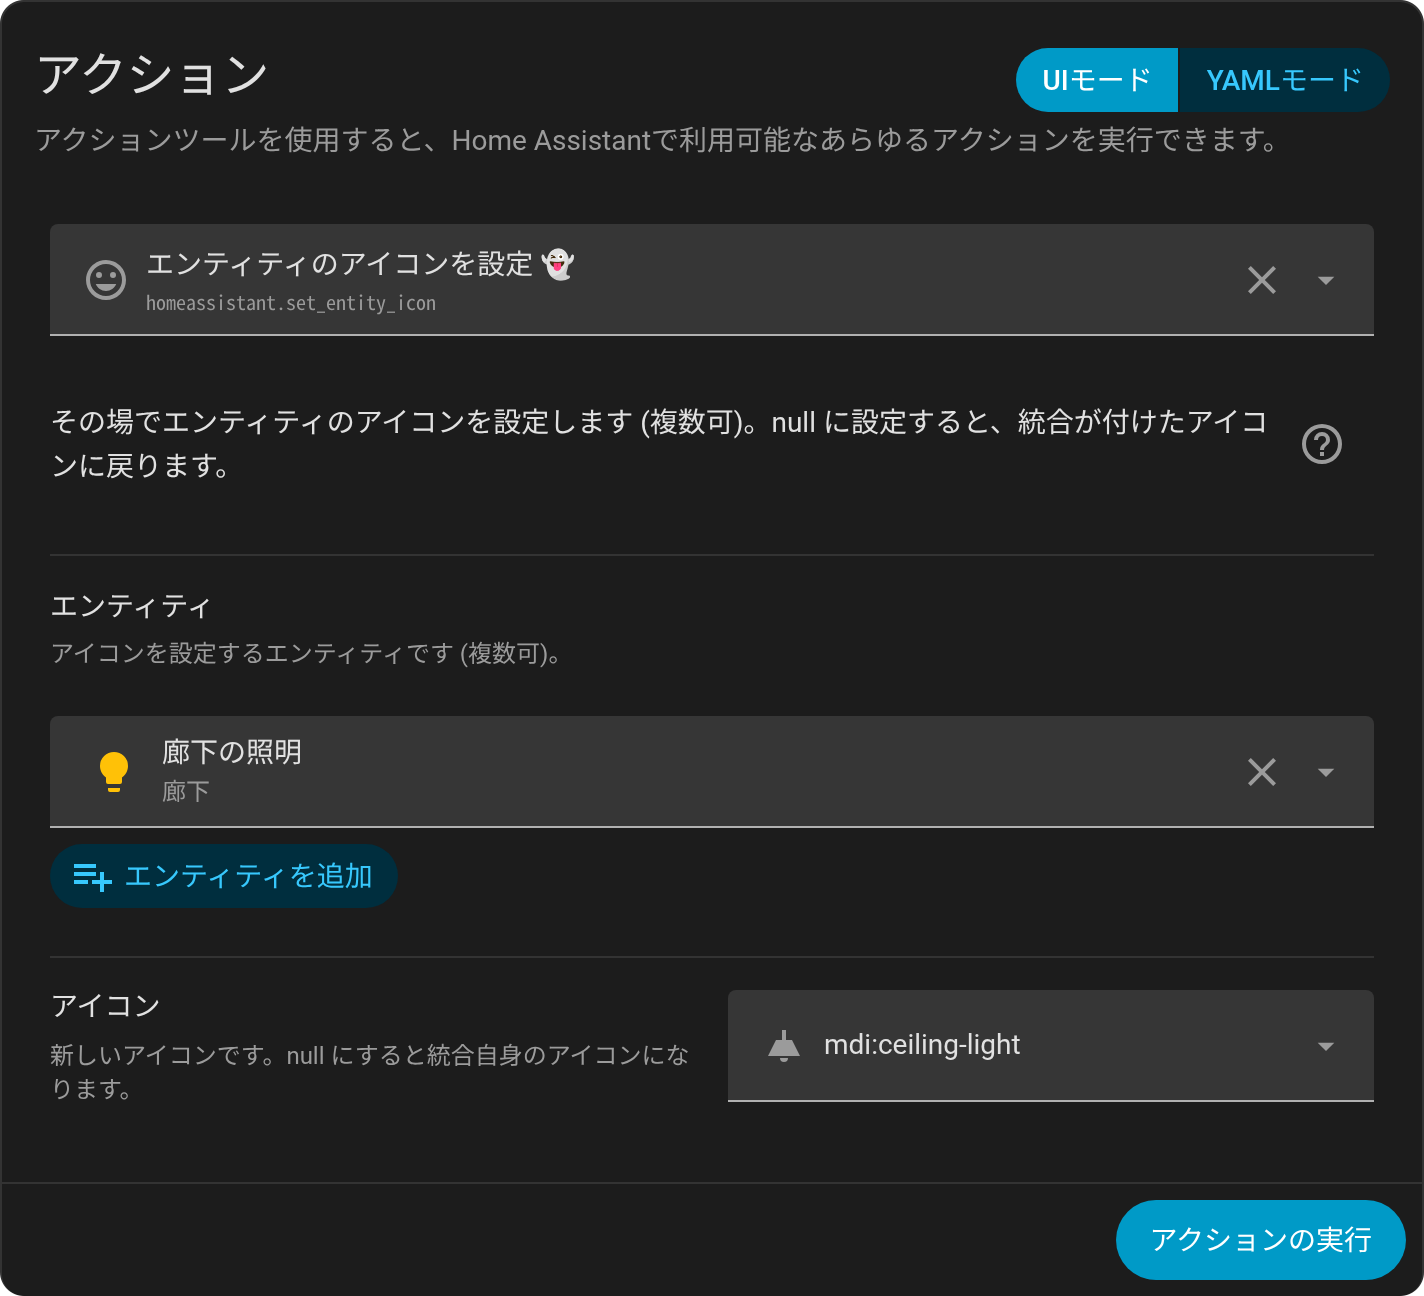 アクション
UIモード YAMLモード
アクションツールを使用すると、Home Assistantで利用可能なあらゆるアクションを実行できます。
エンティティのアイコンを設定 👻
homeassistant.set_entity_icon
その場でエンティティのアイコンを設定します (複数可)。null に設定すると、統合が付けたアイコ
ンに戻ります。
エンティティ
アイコンを設定するエンティティです (複数可)。
廊下の照明
廊下
エンティティを追加
アイコン
新しいアイコンです。null にすると統合自身のアイコンにな
ります。
mdi:ceiling-light
アクションの実行